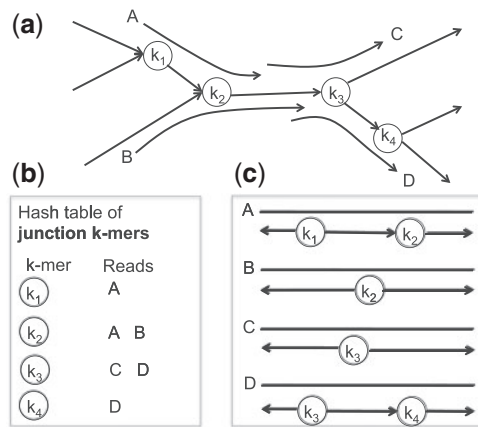 (a)
A
C
k1
k2
k3
k4
B
D
(b)
Hash table of
junction k-mers
k-mer Reads
k1 A
k2 A B
k3 C D
k4 D
(c)
A
k1 k2
B
k2
C
k3
D
k3 k4